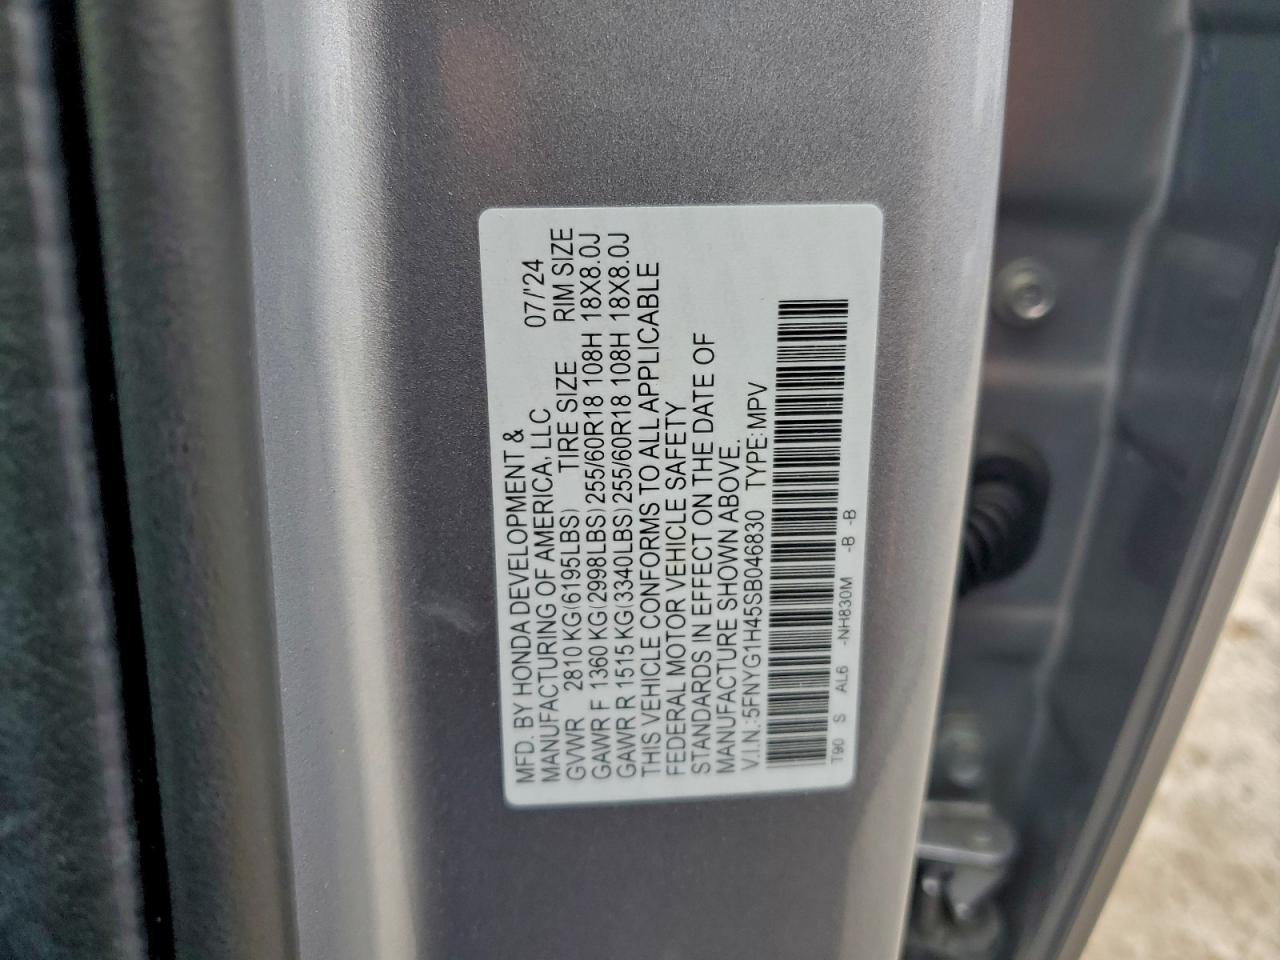 MFD. BY HONDA DEVELOPMENT &
MANUFACTURING OF AMERICA, LLC 07/'24
GVWR 2810 KG(6195LBS) TIRE SIZE RIM SIZE
GAWR F 1360 KG(2998LBS) 255/60R18 108H 18X8.0J
GAWR R 1515 KG(3340LBS) 255/60R18 108H 18X8.0J
THIS VEHICLE CONFORMS TO ALL APPLICABLE
FEDERAL MOTOR VEHICLE SAFETY
STANDARDS IN EFFECT ON THE DATE OF
MANUFACTURE SHOWN ABOVE.
V.I.N.:5FNYG1H45SB046830 TYPE:MPV
T90 S AL6 -NH830M -B -B